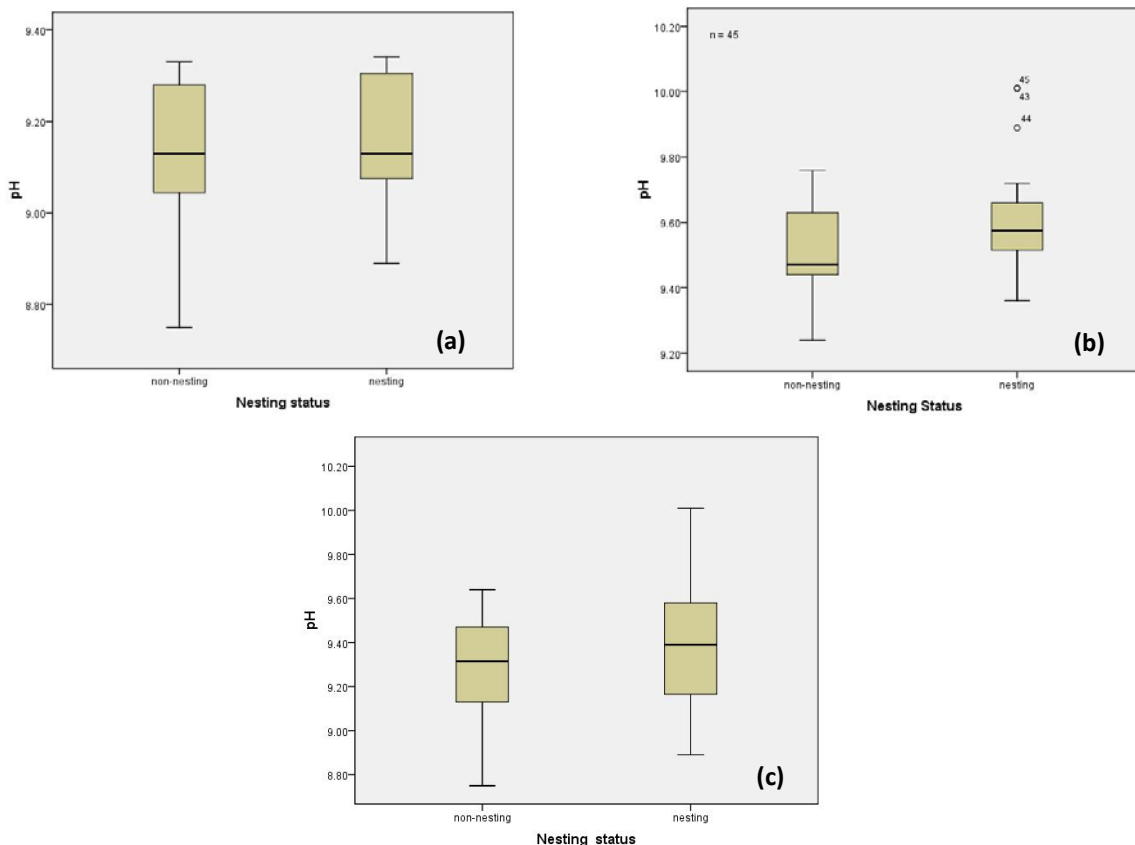 9.40
9.20
9.00
8.80
pH
non-nesting
nesting
Nesting status
(a)
n = 45
10.20
10.00
9.80
9.60
9.40
9.20
pH
45
43
44
non-nesting
nesting
Nesting Status
(b)
10.20
10.00
9.80
9.60
9.40
9.20
9.00
8.80
pH
non-nesting
nesting
Nesting status
(c)